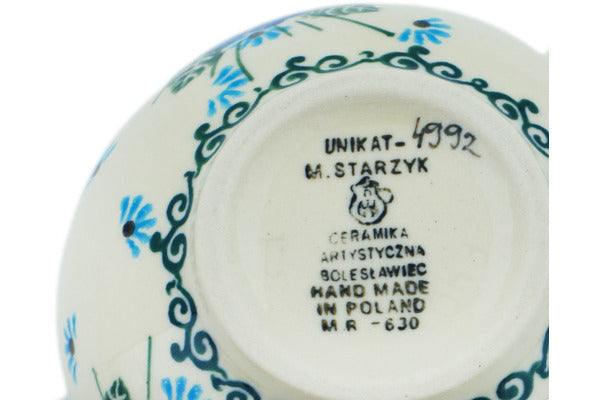 UNIKAT-4992
M. STARZYK
CERAMIKA
ARTYSTYCZNA
BOLESŁAWIEC
HAND MADE
IN POLAND
M.R -630